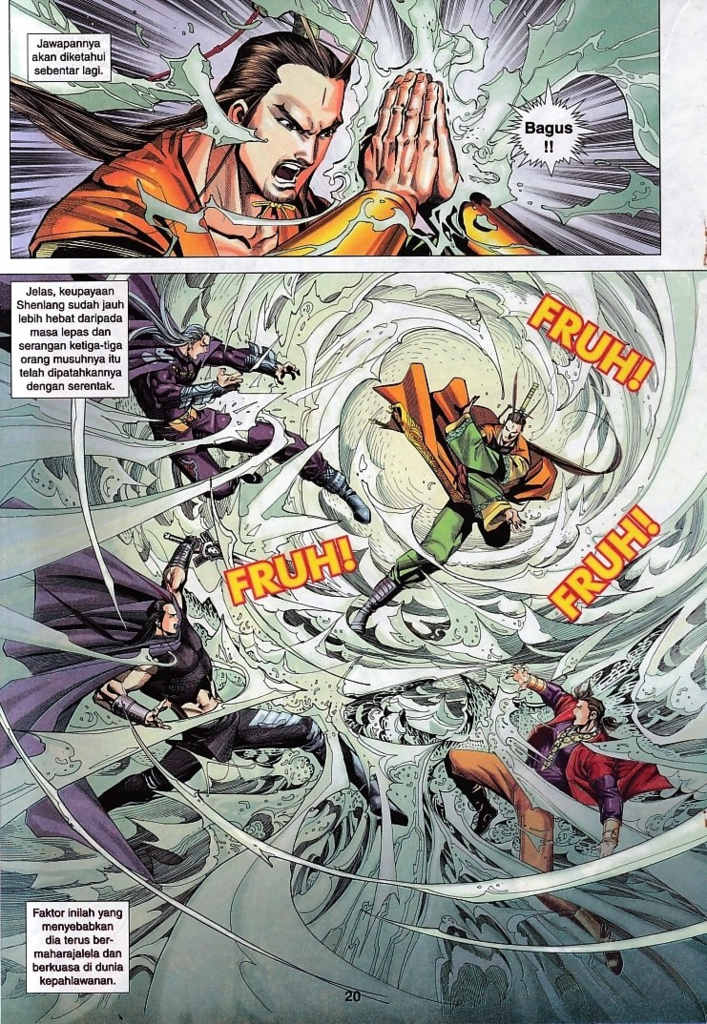 Jawapannya
akan diketahui
sebentar lagi.
Bagus
!!
Jelas, keupayaan
Shenlang sudah jauh
lebih hebat daripada
masa lepas dan
serangan ketiga-tiga
orang musuhnya itu
telah dipatahkannya
dengan serentak.
FRUH!
FRUH!
FRUH!
Faktor inilah yang
menyebabkan
dia terus ber-
maharajalela dan
berkuasa di dunia
kepahlawanan.
20